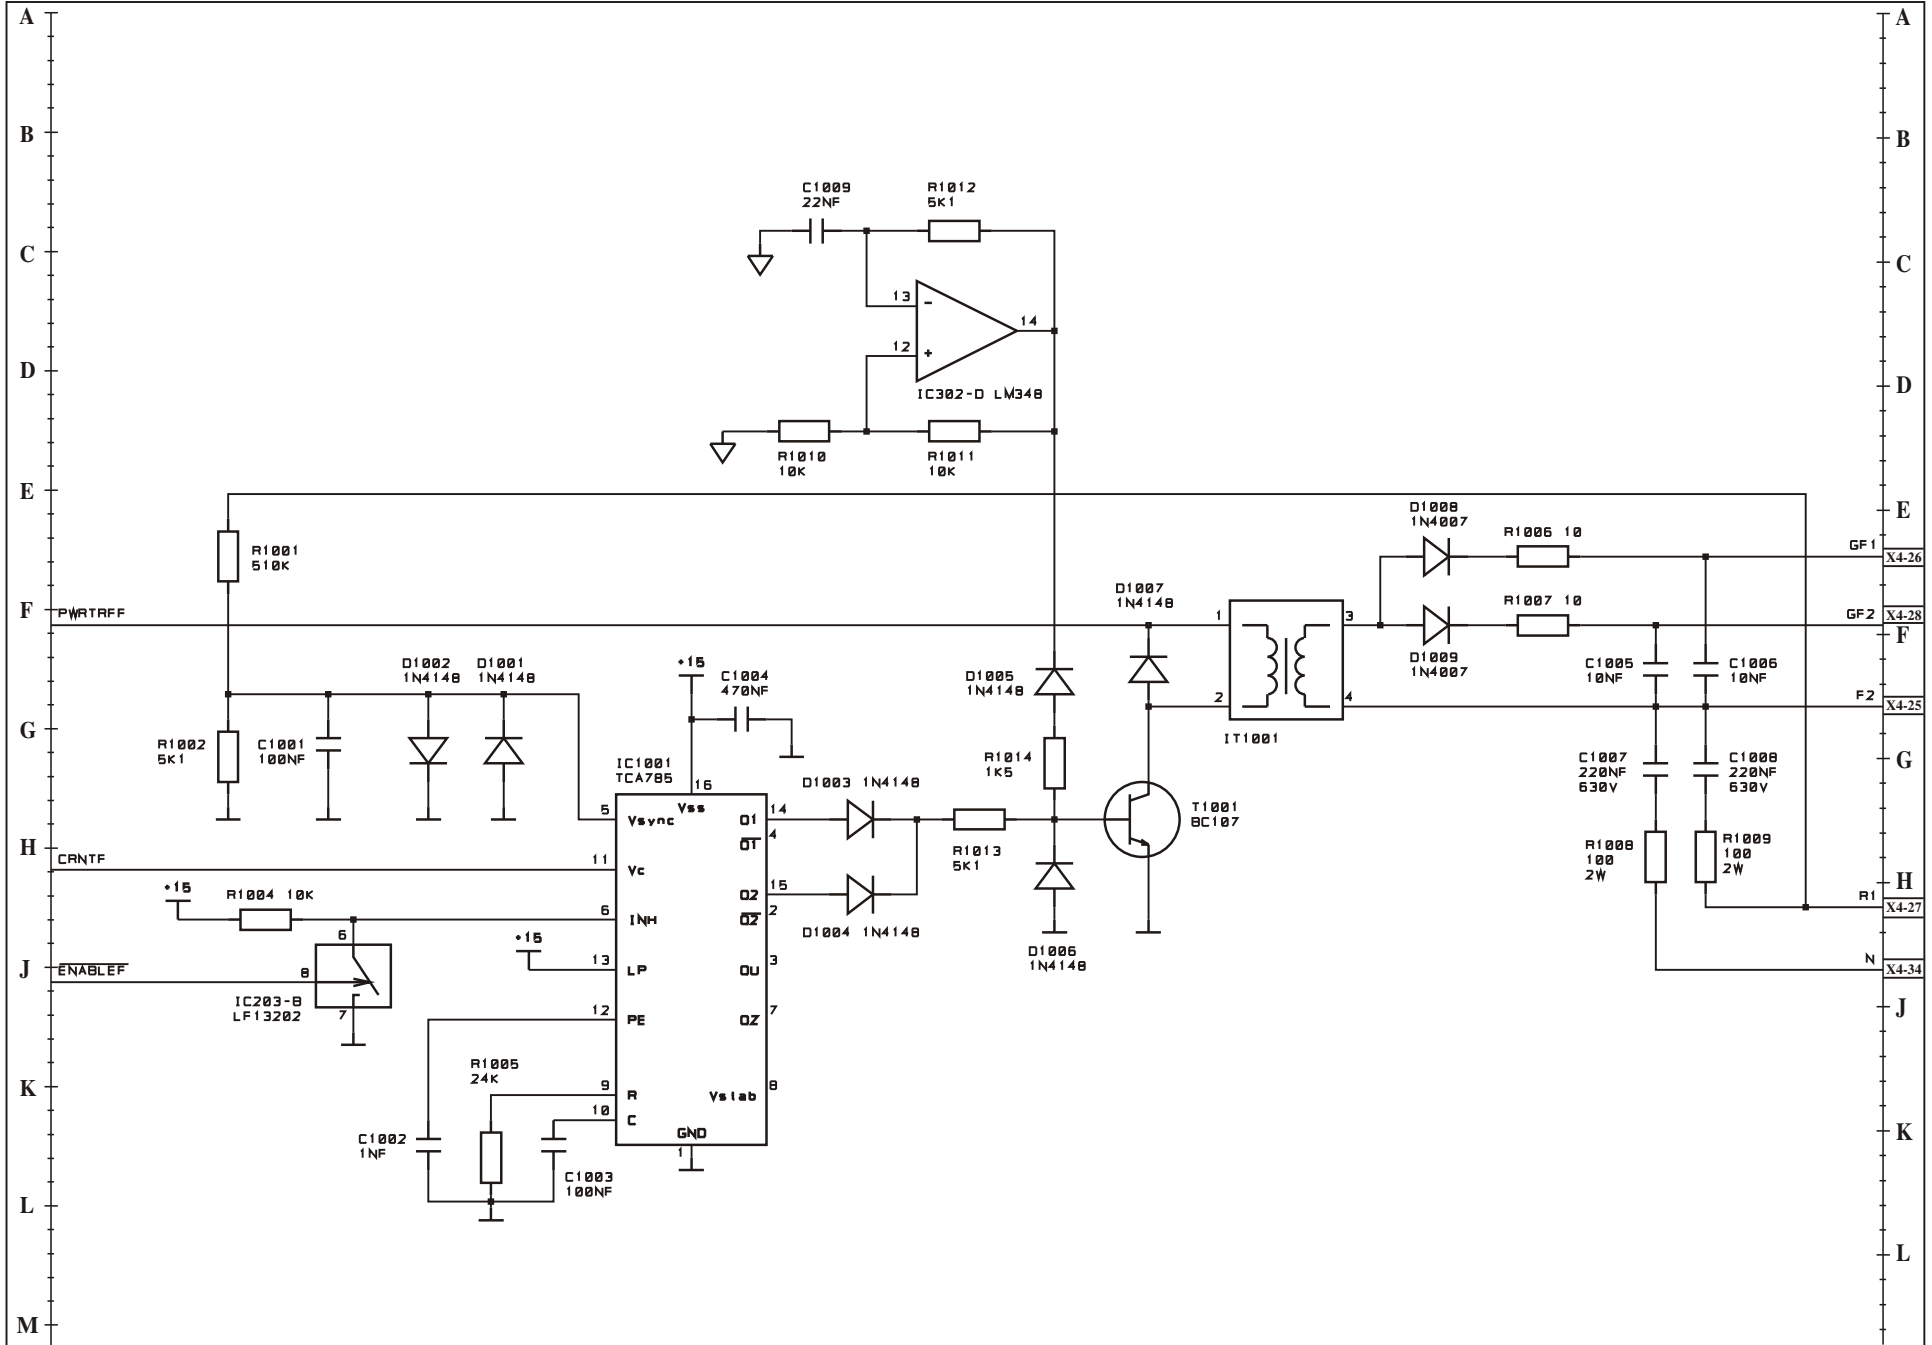 A
A
B
B
C1009
22NF
R1012
5K1
C
C
13
-
14
12
+
D
D
IC302-D LM348
R1010
10K
R1011
10K
E
E
D1008
1N4007
R1006 10
GF1
X4-26
R1001
510K
D1007
1N4148
F
PWRTRFF
1
3
R1007 10
GF2
X4-28
F
D1002
1N4148
D1001
1N4148
+15
C1004
470NF
D1005
1N4148
D1009
1N4007
C1005
10NF
C1006
10NF
2
4
F2
X4-25
G
G
R1002
5K1
C1001
100NF
IT1001
R1014
1K5
C1007
220NF
630V
C1008
220NF
630V
IC1001
TCA785
16
D1003 1N4148
T1001
BC107
5
Vss
14
Vsync
O1
4
O1
H
H
CRNTF
11
Vc
R1013
5K1
R1008
100
2W
R1009
100
2W
+15
R1004 10K
15
O2
R1
X4-27
6
INH
2
O2
6
+15
D1004 1N4148
D1006
1N4148
J
ENABLEF
8
13
LP
3
OU
N
X4-34
IC203-B
LF13202
7
12
PE
7
OZ
J
K
R1005
24K
9
R
8
Vstab
10
C
GND
1
K
C1002
1NF
C1003
100NF
L
L
M